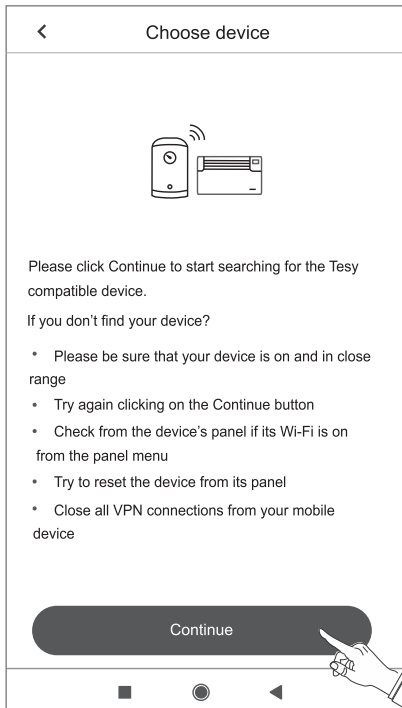 Choose device
Please click Continue to start searching for the Tesy
compatible device.
If you don’t find your device?
• Please be sure that your device is on and in close
range
• Try again clicking on the Continue button
• Check from the device’s panel if its Wi-Fi is on
from the panel menu
• Try to reset the device from its panel
• Close all VPN connections from your mobile
device
Continue